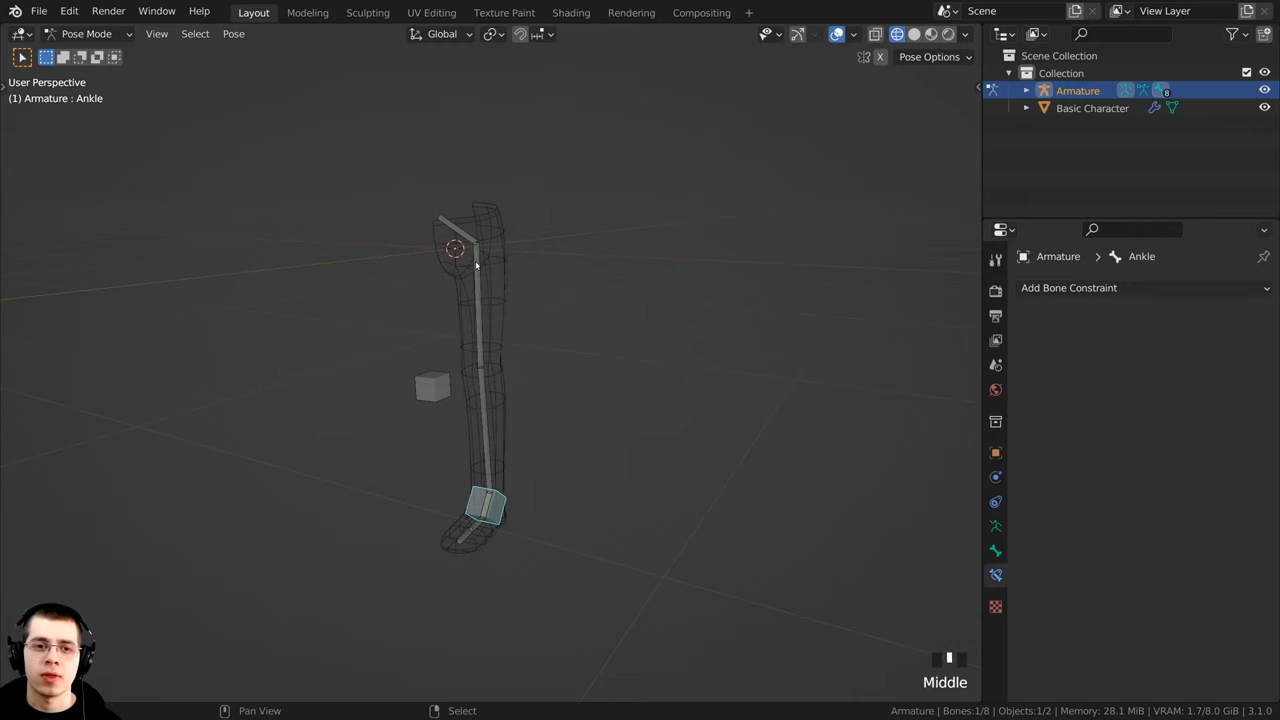 File Edit Render Window Help Layout Modeling Sculpting UV Editing Texture Paint Shading Rendering Compositing Scene View Layer
Pose Mode View Select Pose Global
X Pose Options
User Perspective
(1) Armature : Ankle
Scene Collection
Collection
Armature 8
Basic Character
Armature > Ankle
Add Bone Constraint
Middle
Pan View Select Armature | Bones:1/8 | Objects:1/2 | Memory: 28.1 MiB | VRAM: 1.7/8.0 GiB | 3.1.0